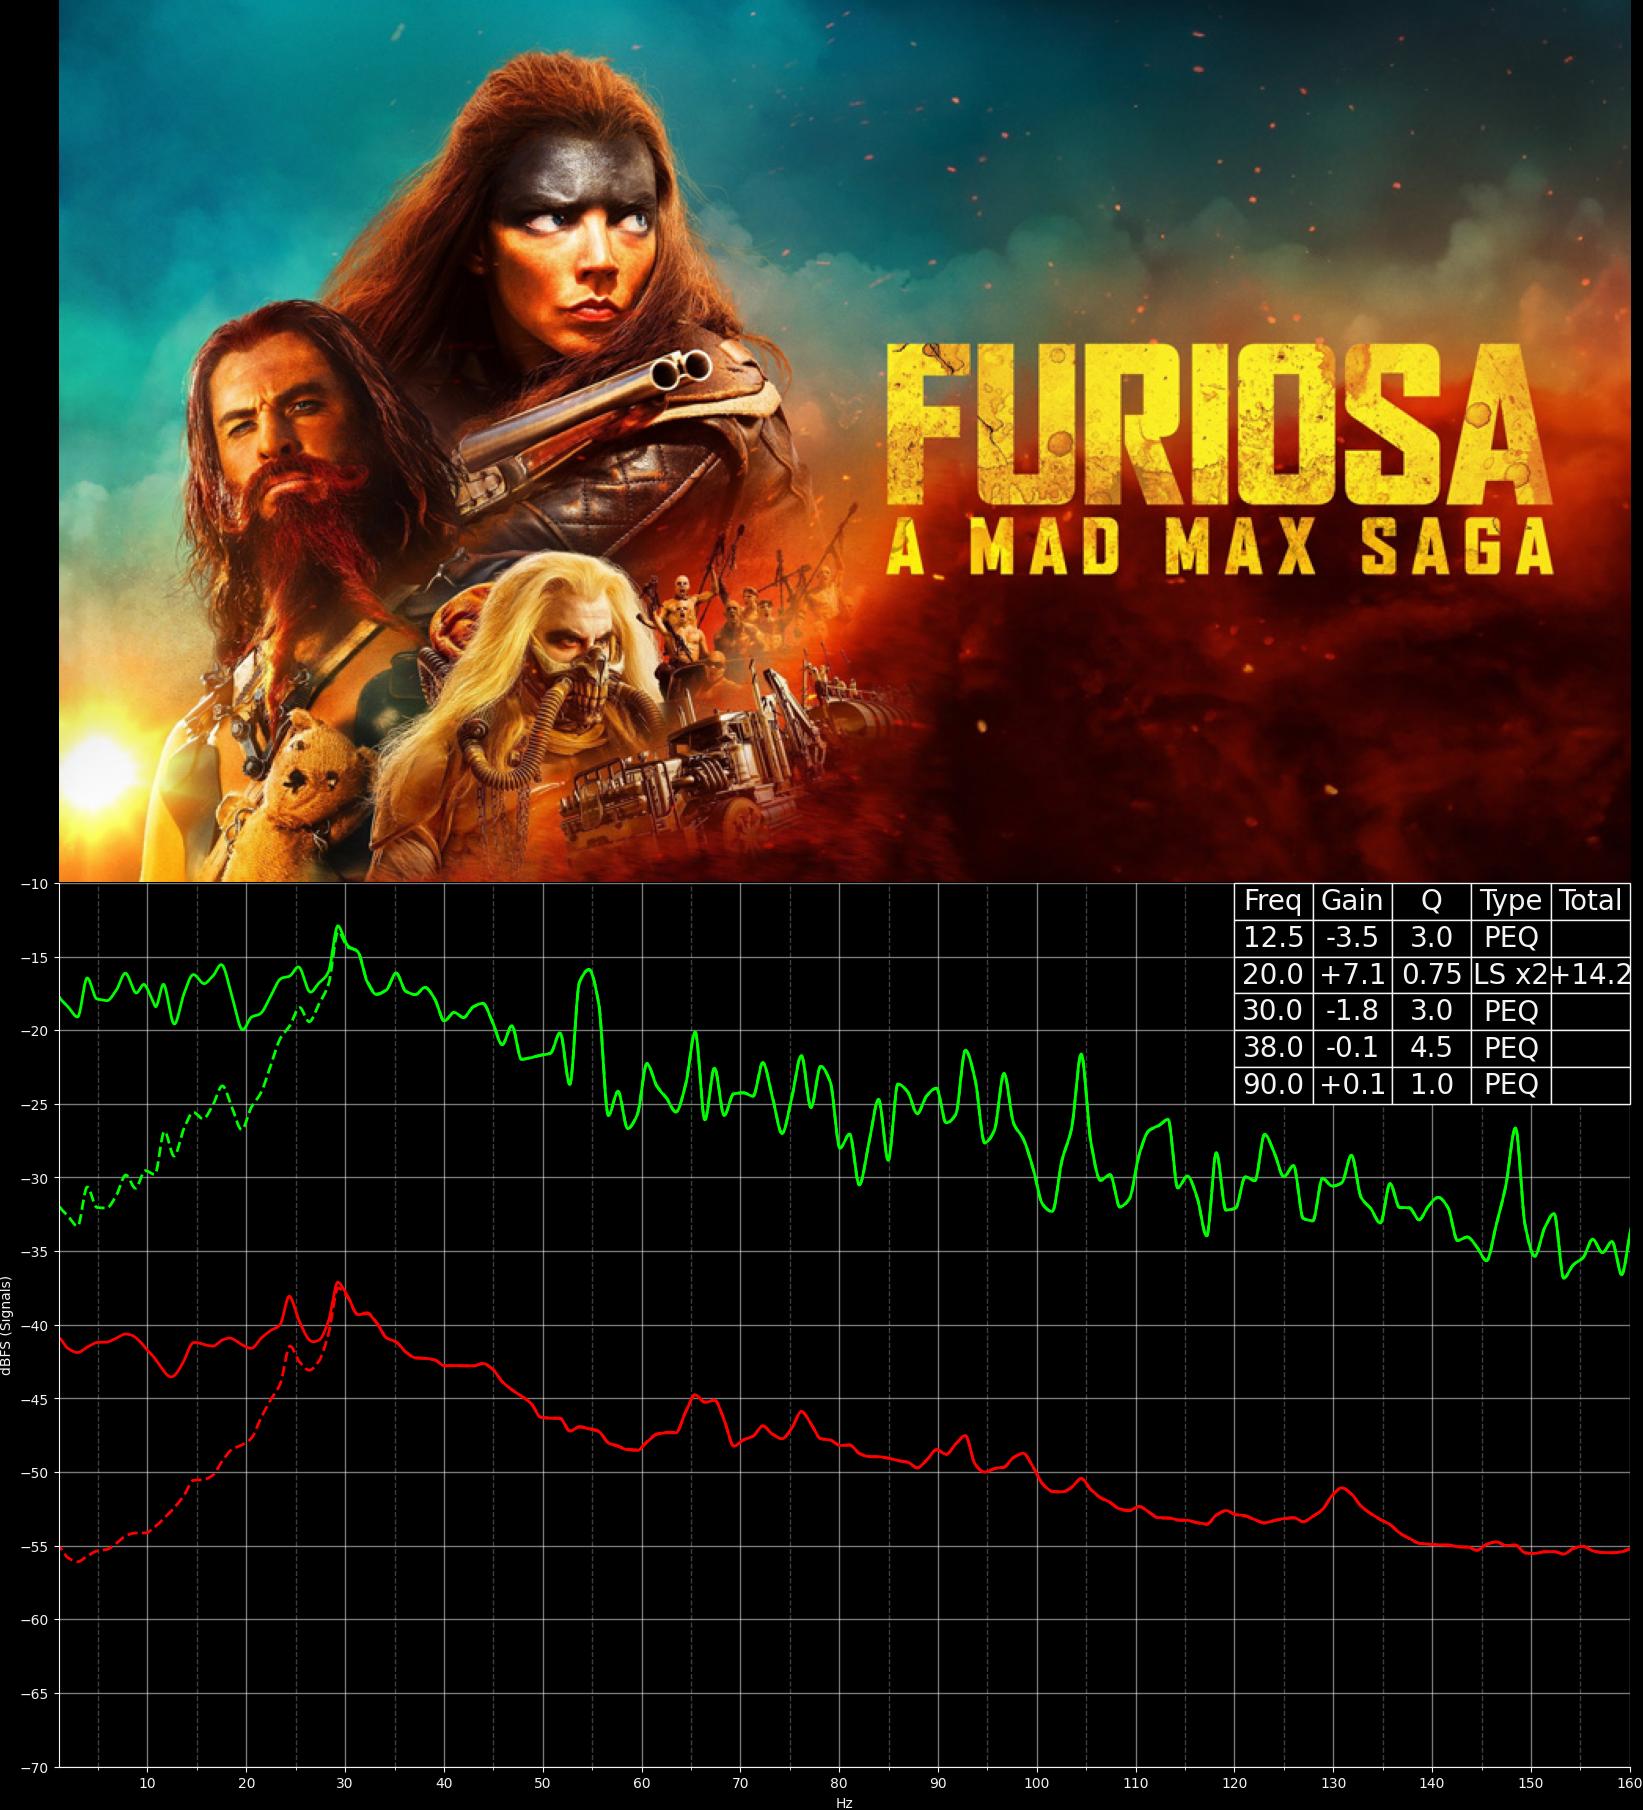 FURIOSA
A MAD MAX SAGA
Freq Gain Q Type Total
12.5 -3.5 3.0 PEQ
20.0 +7.1 0.75 LS x2 +14.2
30.0 -1.8 3.0 PEQ
38.0 -0.1 4.5 PEQ
90.0 +0.1 1.0 PEQ
−10
−15
−20
−25
−30
−35
−40
−45
−50
−55
−60
−65
−70
dBFS (Signals)
10 20 30 40 50 60 70 80 90 100 110 120 130 140 150 160
Hz